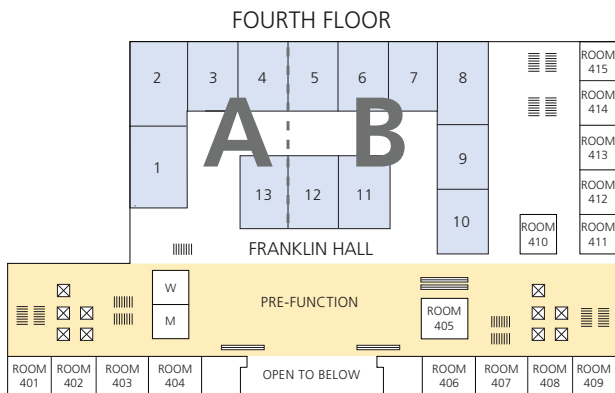 FOURTH FLOOR
2
3
4
5
6
7
8
ROOM
415
ROOM
414
A
B
1
9
ROOM
413
13
12
11
10
ROOM
412
ROOM
410
ROOM
411
FRANKLIN HALL
W
M
PRE-FUNCTION
ROOM
405
ROOM
401
ROOM
402
ROOM
403
ROOM
404
OPEN TO BELOW
ROOM
406
ROOM
407
ROOM
408
ROOM
409